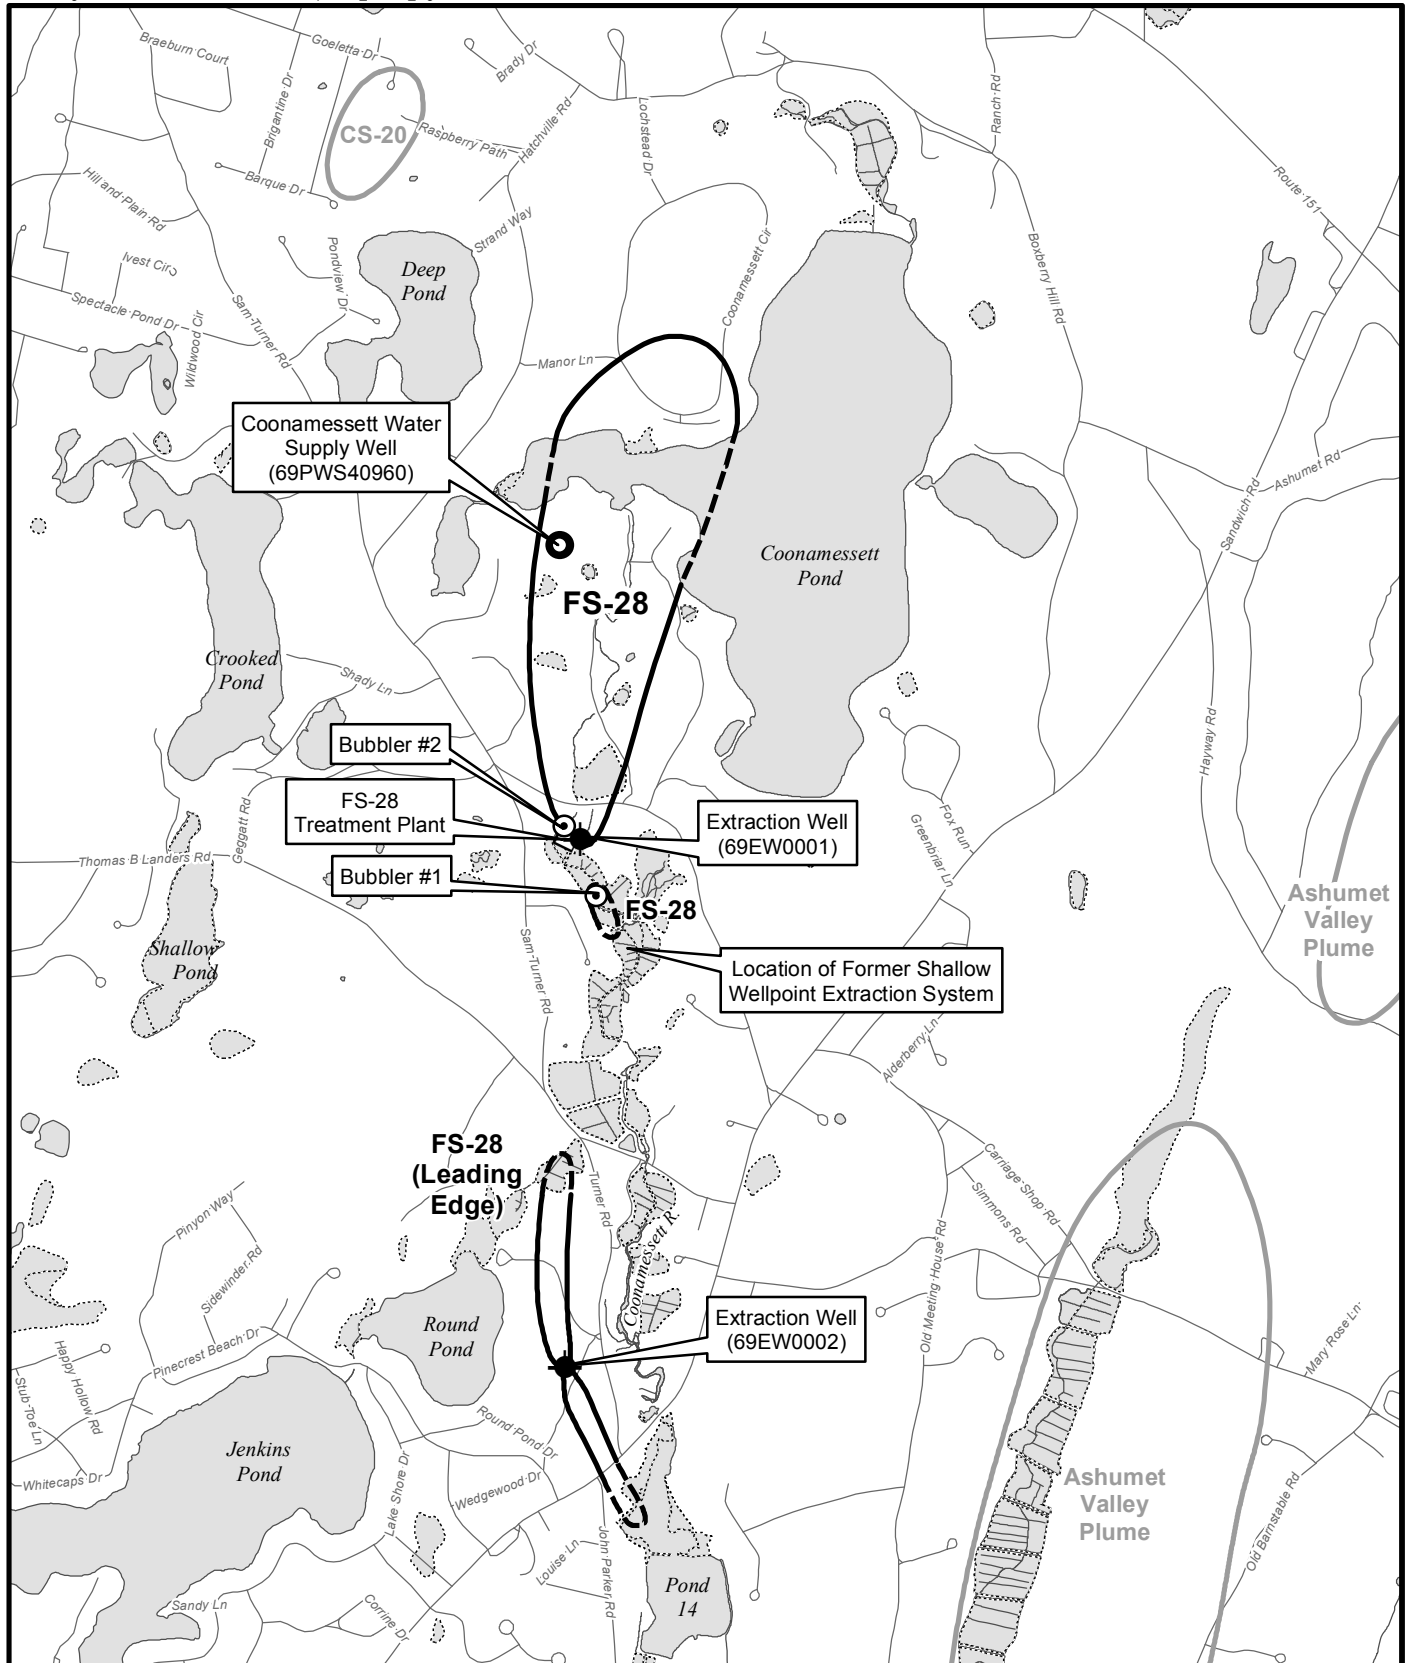 Braeburn Court
Goeletta Dr
Brady Dr
Brigantine Dr
CS-20
Raspberry Path
Hatchville Rd
Lochstead Dr
Ranch Rd
Route 151
Barque Dr
Hill and Plain Rd
Strand Way
Ivest Cir
Pondview Dr
Deep
Pond
Coonamessett Cir
Boxberry Hill Rd
Spectacle Pond Dr
Sam Turner Rd
Wildwood Cir
Manor Ln
Coonamessett Water
Supply Well
(69PWS40960)
Ashumet Rd
Sandwich Rd
Coonamessett
Pond
FS-28
Crooked
Pond
Shady Ln
Hayway Rd
Bubbler #2
FS-28
Treatment Plant
Extraction Well
(69EW0001)
Fox Run
Greenbriar Ln
Geggatt Rd
Thomas B Landers Rd
Bubbler #1
FS-28
Ashumet
Valley
Plume
Shallow
Pond
Sam Turner Rd
Location of Former Shallow
Wellpoint Extraction System
Alderberry Ln
FS-28
(Leading
Edge)
Turner Rd
Carriage Shop Rd
Simmons Rd
Pinyon Way
Sidewinder Rd
Coonamessett R.
Old Meeting House Rd
Round
Pond
Extraction Well
(69EW0002)
Mary Rose Ln
Pinecrest Beach Dr
Happy Hollow Rd
Stub Toe Ln
Round Pond Dr
Jenkins
Pond
Whitecaps Dr
Lake Shore Dr
Wedgewood Dr
Ashumet
Valley
Plume
Old Barnstable Rd
Louise Ln
John Parker Rd
Pond
14
Sandy Ln
Corrine Dr